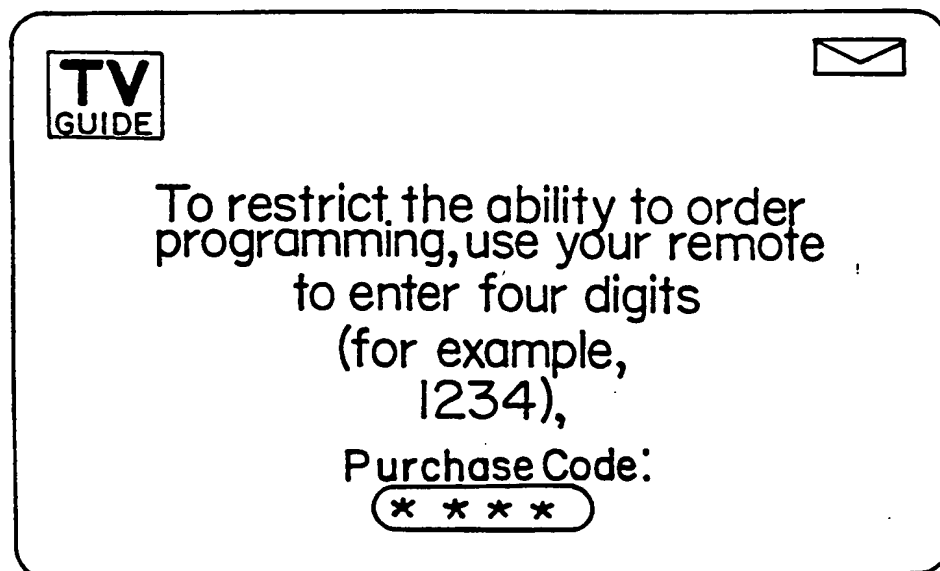 TV
GUIDE
To restrict the ability to order
programming, use your remote
to enter four digits
(for example,
1234),
Purchase Code:
* * * *